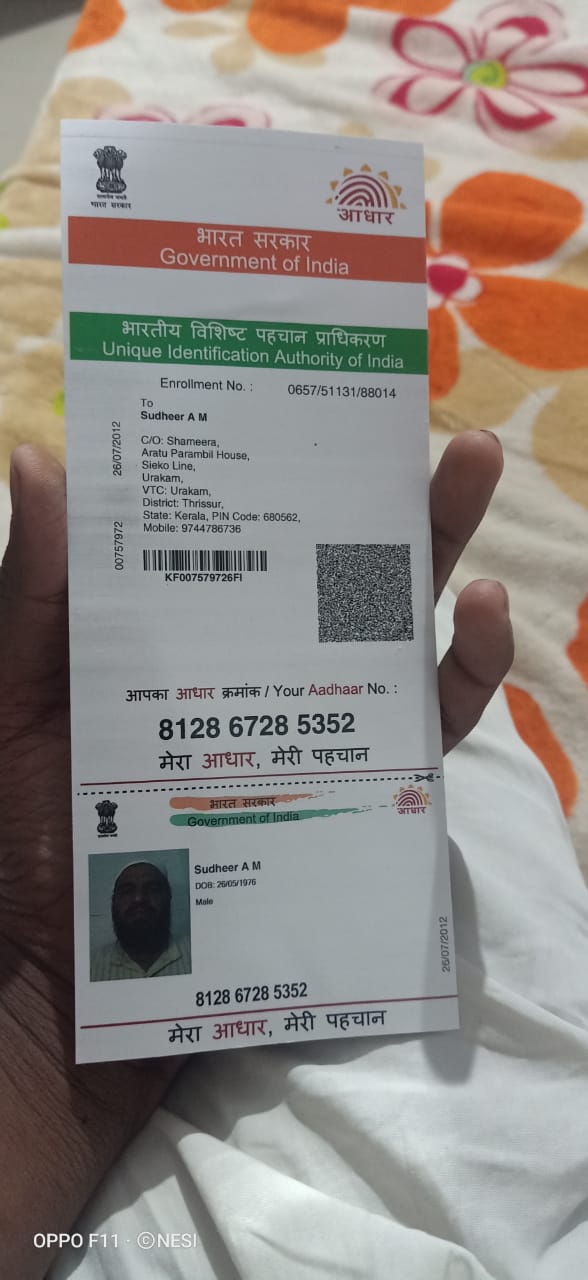 सत्यमेव जयते
भारत सरकार
आधार
भारत सरकार
Government of India
भारतीय विशिष्ट पहचान प्राधिकरण
Unique Identification Authority of India
Enrollment No. : 0657/51131/88014
To
Sudheer A M
C/O: Shameera,
Aratu Parambil House,
Sieko Line,
Urakam,
VTC: Urakam,
District: Thrissur,
State: Kerala, PIN Code: 680562,
Mobile: 9744786736
26/07/2012
00757972
KF007579726FI
आपका आधार क्रमांक / Your Aadhaar No. :
8128 6728 5352
मेरा आधार, मेरी पहचान
भारत सरकार
Government of India
आधार
Sudheer A M
DOB: 26/05/1976
Male
26/07/2012
8128 6728 5352
मेरा आधार, मेरी पहचान
OPPO F11 · ©NESI